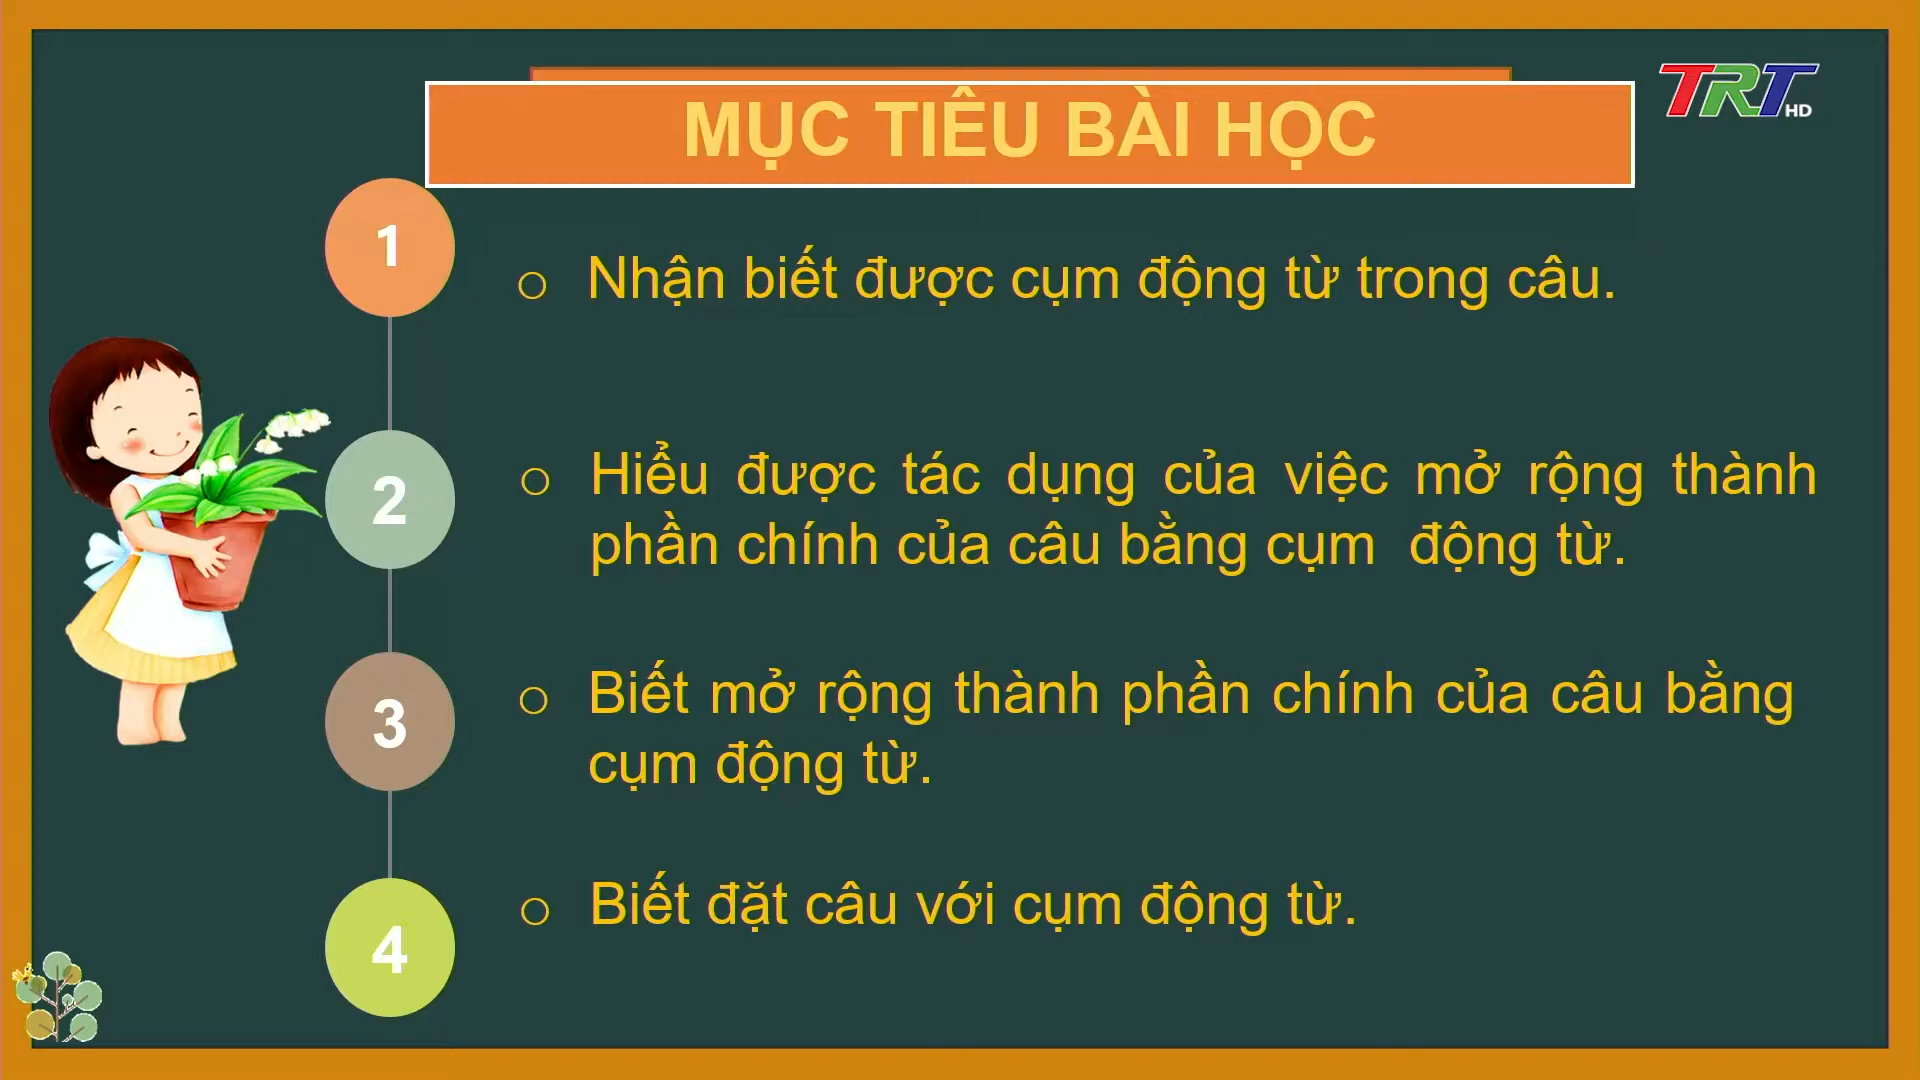 MỤC TIÊU BÀI HỌC
TRT HD
1
o Nhận biết được cụm động từ trong câu.
2
o Hiểu được tác dụng của việc mở rộng thành
phần chính của câu bằng cụm động từ.
3
o Biết mở rộng thành phần chính của câu bằng
cụm động từ.
4
o Biết đặt câu với cụm động từ.